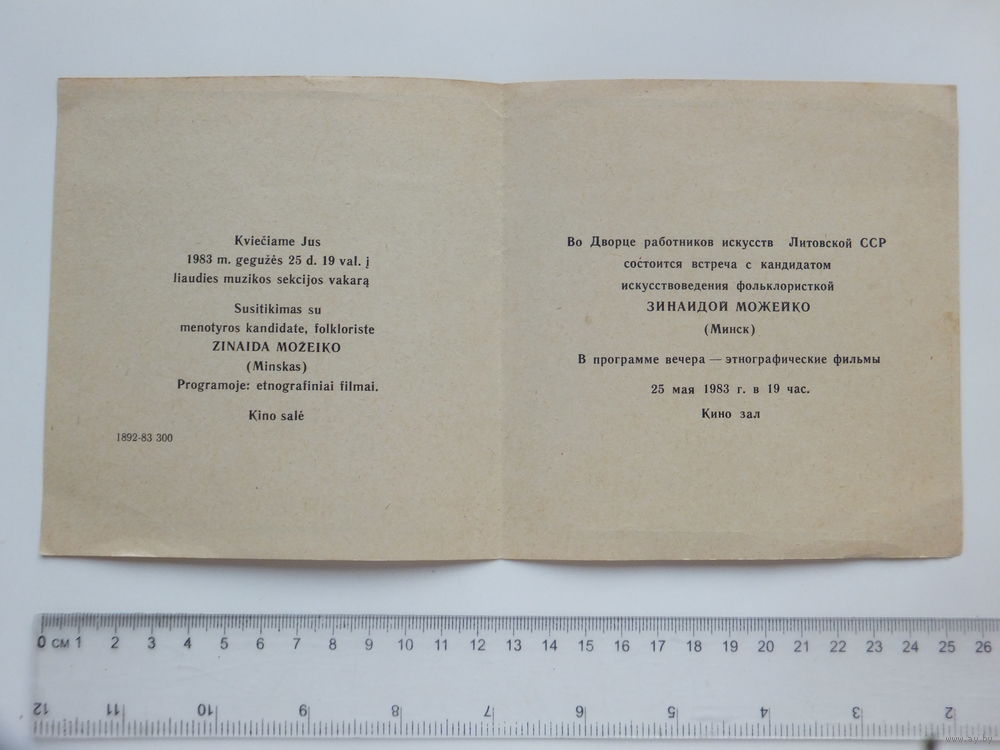 Kviečiame Jus
1983 m. gegužės 25 d. 19 val. į
liaudies muzikos sekcijos vakarą
Susitikimas su
menotyros kandidate, folkloriste
ZINAIDA MOŽEIKO
(Minskas)
Programoje: etnografiniai filmai.
Kino salė
1892-83 300
Во Дворце работников искусств Литовской ССР
состоится встреча с кандидатом
искусствоведения фольклористкой
ЗИНАИДОЙ МОЖЕЙКО
(Минск)
В программе вечера — этнографические фильмы
25 мая 1983 г. в 19 час.
Кино зал
0 см 1 2 3 4 5 6 7 8 9 10 11 12 13 14 15 16 17 18 19 20 21 22 23 24 25 26
12 11 10 9 8 7 6 5 4 3 2
www.ay.by